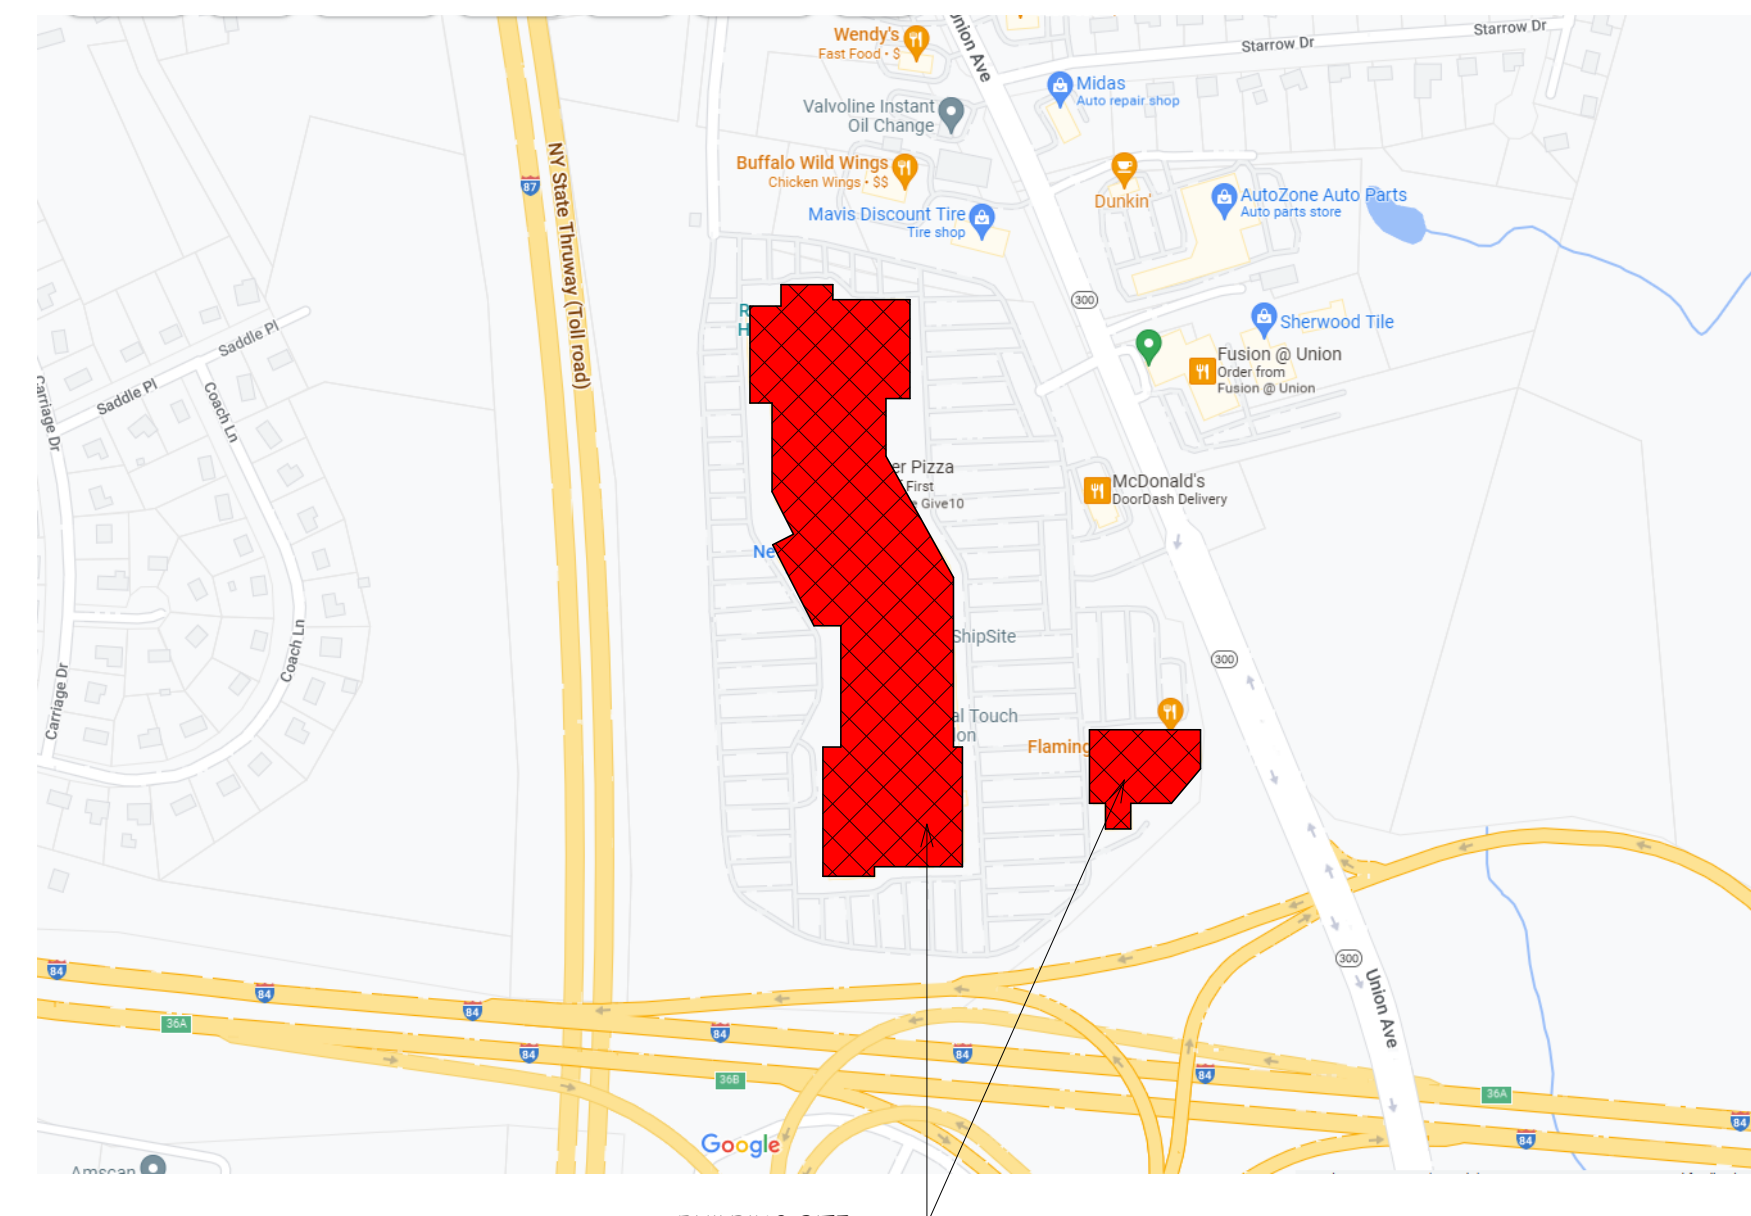 Wendy's
Fast Food • $
Union Ave
Starrow Dr
Starrow Dr
Midas
Auto repair shop
Valvoline Instant
Oil Change
Buffalo Wild Wings
Chicken Wings • $$
Dunkin'
AutoZone Auto Parts
Auto parts store
Mavis Discount Tire
Tire shop
NY State Thruway (Toll road)
87
300
R
H
Sherwood Tile
Fusion @ Union
Order from
Fusion @ Union
Saddle Pl
Saddle Pl
Carriage Dr
Coach Ln
er Pizza
First
e Give10
McDonald's
DoorDash Delivery
Ne
ShipSite
Coach Ln
300
Carriage Dr
al Touch
ion
Flaming
300
Union Ave
84
84
84
36A
84
84
84
84
36B
36A
84
84
Google
Amscan